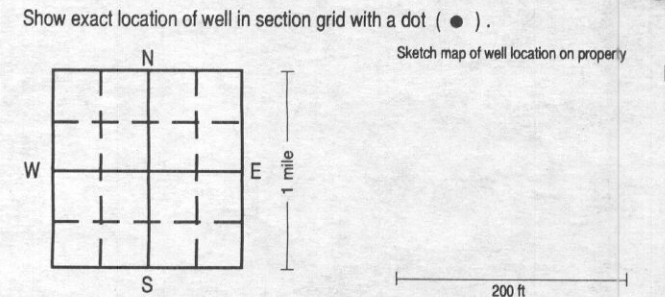 Show exact location of well in section grid with a dot ( ● ).
Sketch map of well location on property
N
W
E
1 mile
S
200 ft